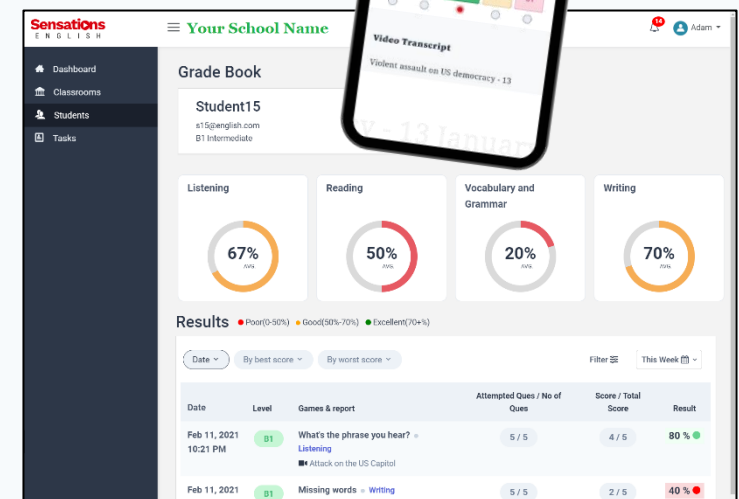 Sensations
ENGLISH
Your School Name
14
Adam
Dashboard
Classrooms
Students
Tasks
Grade Book
Student15
s15@english.com
B1 Intermediate
Video Transcript
Violent assault on US democracy - 13
y - 13 January
Listening
Reading
Vocabulary and
Grammar
Writing
67%
AVG
50%
AVG
20%
AVG
70%
AVG
Results Poor(0-50%) Good(50%-70%) Excellent(70+%)
Date By best score By worst score Filter This Week
Attempted Ques / No of
Ques
Score / Total
Score
Date Level Games & report Result
Feb 11, 2021
10:21 PM
B1
What's the phrase you hear?
Listening
Attack on the US Capitol
5 / 5
4 / 5
80 %
Feb 11, 2021
B1
Missing words Writing
5 / 5
2 / 5
40 %